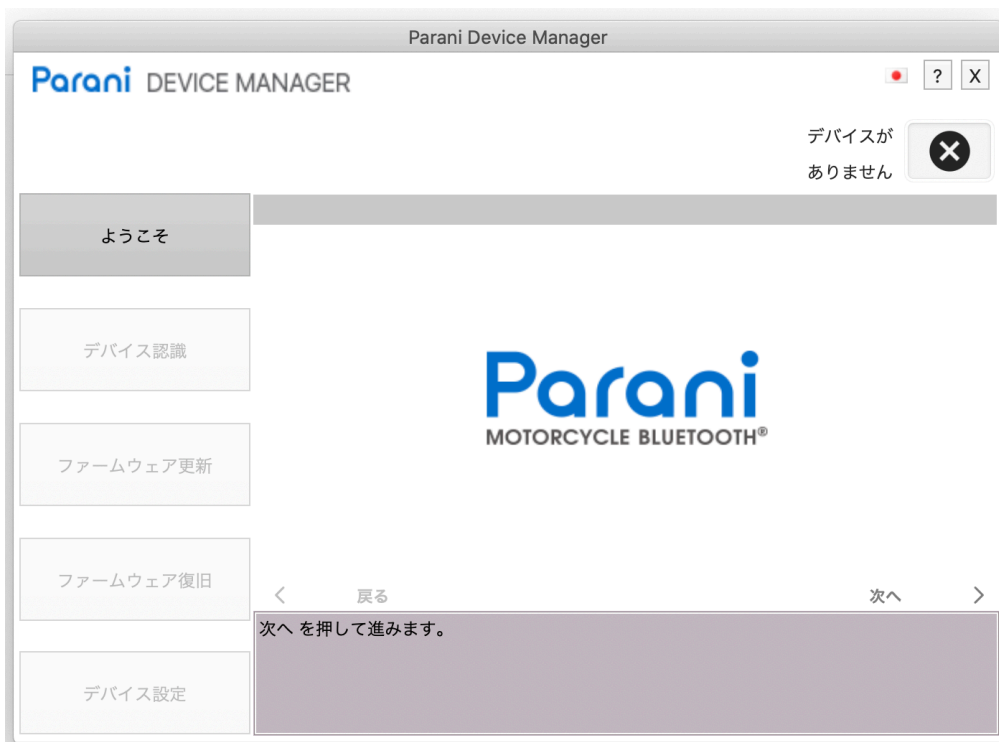 Parani Device Manager
Parani DEVICE MANAGER
? X
デバイスが
ありません
ようこそ
デバイス認識
ファームウェア更新
ファームウェア復旧
デバイス設定
Parani
MOTORCYCLE BLUETOOTH®
< 戻る
次へ >
次へ を押して進みます。